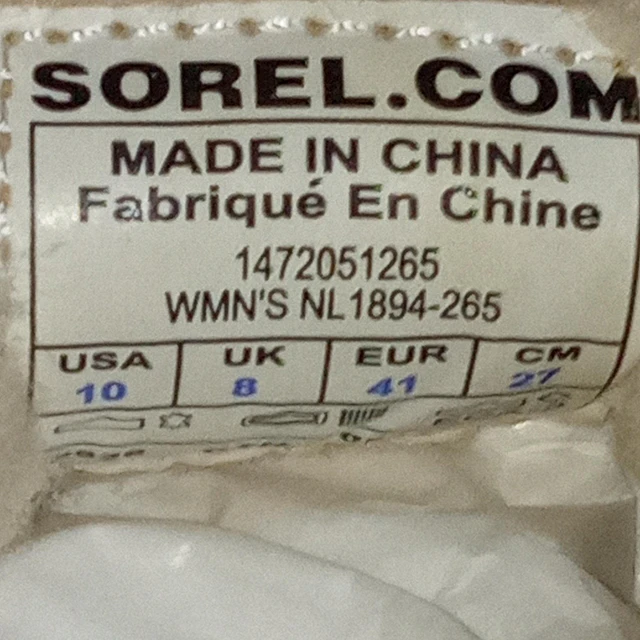 SOREL.COM
MADE IN CHINA
Fabriqué En Chine
1472051265
WMN'S NL1894-265
USA UK EUR CM
10 8 41 27